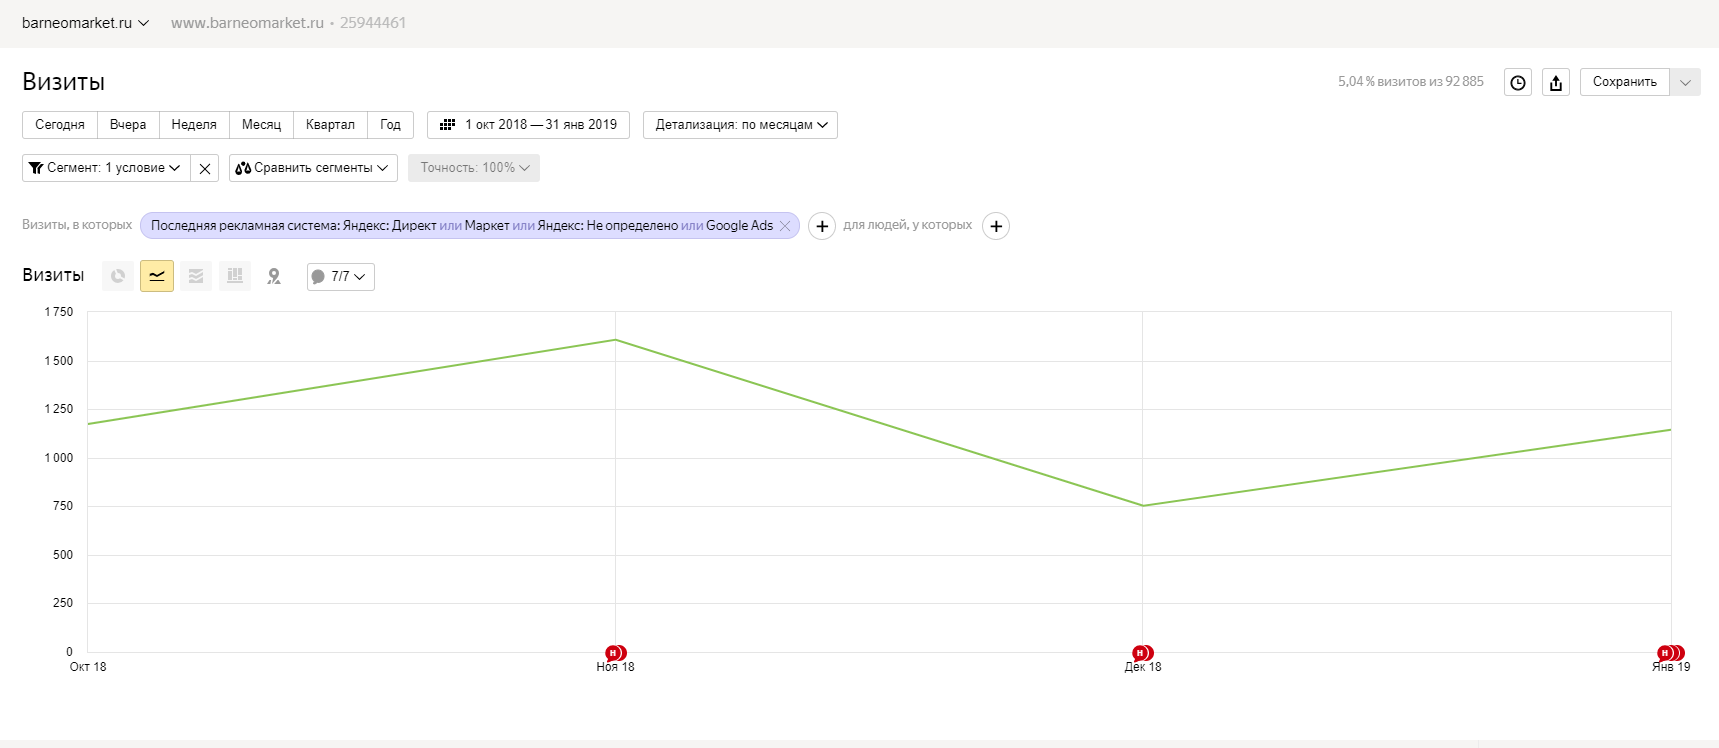 barneomarket.ru www.barneomarket.ru • 25944461
Визиты 5,04 % визитов из 92 885 Сохранить
Сегодня Вчера Неделя Месяц Квартал Год 1 окт 2018 — 31 янв 2019 Детализация: по месяцам
Сегмент: 1 условие Сравнить сегменты Точность: 100%
Визиты, в которых Последняя рекламная система: Яндекс: Директ или Маркет или Яндекс: Не определено или Google Ads для людей, у которых
Визиты 7/7
1 750
1 500
1 250
1 000
750
500
250
0
н н н
Окт 18 Ноя 18 Дек 18 Янв 19